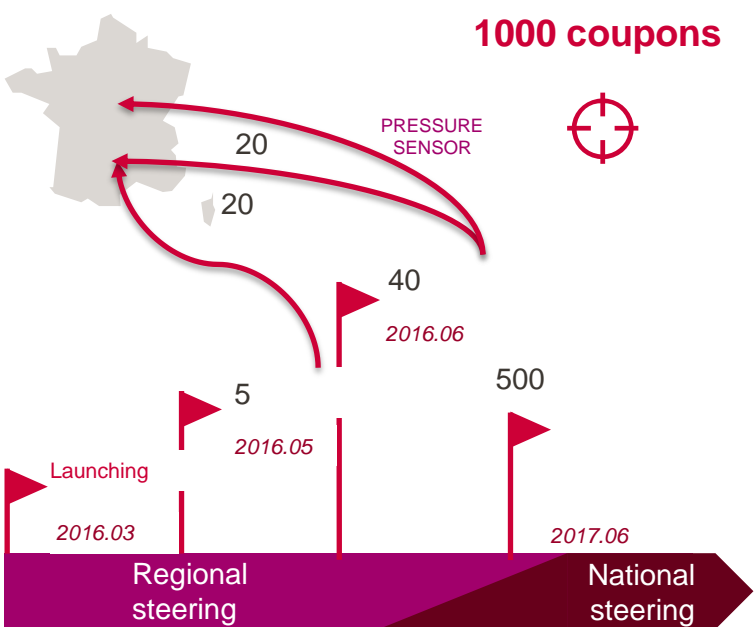 1000 coupons
PRESSURE
SENSOR
20
20
40
2016.06
500
5
2016.05
Launching
2016.03
2017.06
Regional
steering
National
steering